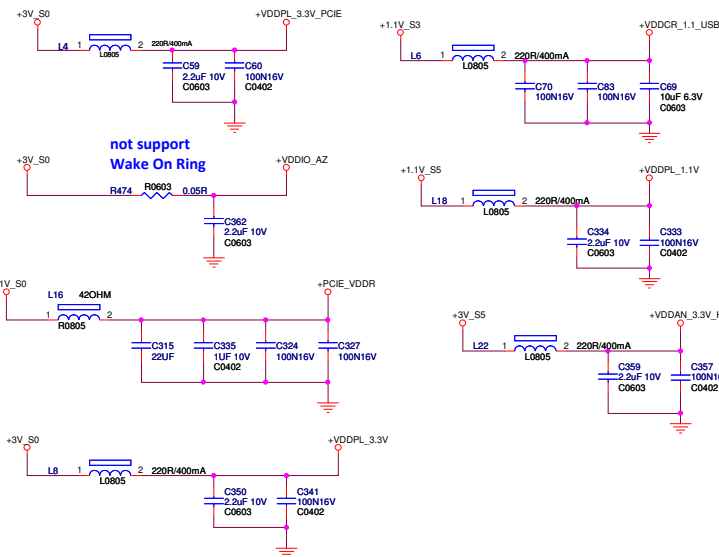 +3V_S0
+VDDPL_3.3V_PCIE
L4 1 2 220R/400mA
L0805
C59
2.2uF 10V
C0603
C60
100N16V
C0402
+1.1V_S3
+VDDCR_1.1_USB
L6 1 2 220R/400mA
L0805
C70
100N16V
C83
100N16V
C69
10uF 6.3V
C0603
not support
Wake On Ring
+3V_S0
+VDDIO_AZ
R474 R0603 0.05R
C362
2.2uF 10V
C0603
+1.1V_S5
+VDDPL_1.1V
L18 1 2 220R/400mA
L0805
C334
2.2uF 10V
C0603
C333
100N16V
C0402
1V_S0
+PCIE_VDDR
L16 42OHM
1 2
R0805
C315
22UF
C335
1UF 10V
C0402
C324
100N16V
C327
100N16V
+3V_S5
+VDDAN_3.3V_H
L22 1 2 220R/400mA
L0805
C359
2.2uF 10V
C0603
C357
100N16
C0402
+3V_S0
+VDDPL_3.3V
L8 1 2 220R/400mA
L0805
C350
2.2uF 10V
C0603
C341
100N16V
C0402